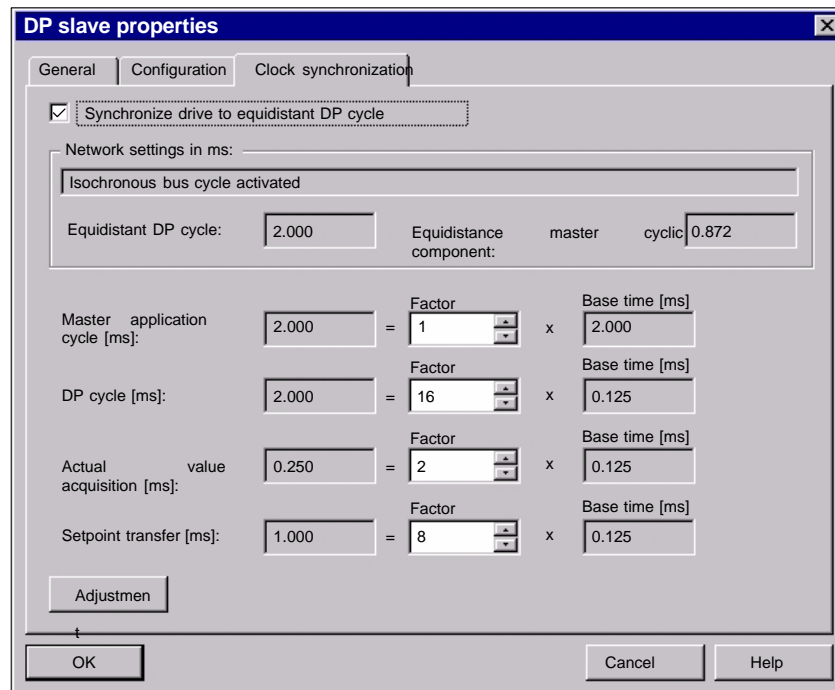 DP slave properties
General Configuration Clock synchronization
Synchronize drive to equidistant DP cycle
Network settings in ms:
Isochronous bus cycle activated
Equidistant DP cycle: 2.000 Equidistance master cyclic 0.872
component:
Factor Base time [ms]
Master application
cycle [ms]: 2.000 = 1 x 2.000
Factor Base time [ms]
DP cycle [ms]: 2.000 = 16 x 0.125
Factor Base time [ms]
Actual value
acquisition [ms]: 0.250 = 2 x 0.125
Factor Base time [ms]
Setpoint transfer [ms]: 1.000 = 8 x 0.125
Adjustmen
t
OK Cancel Help